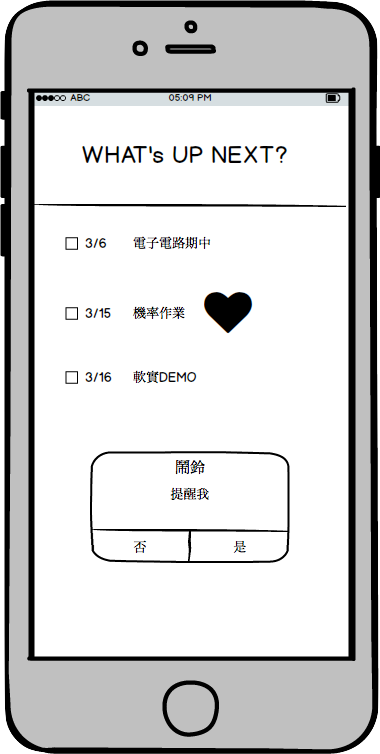 ABC 05:09 PM
WHAT's UP NEXT?
3/6 電子電路期中
3/15 機率作業
3/16 軟實DEMO
鬧鈴
提醒我
否 是